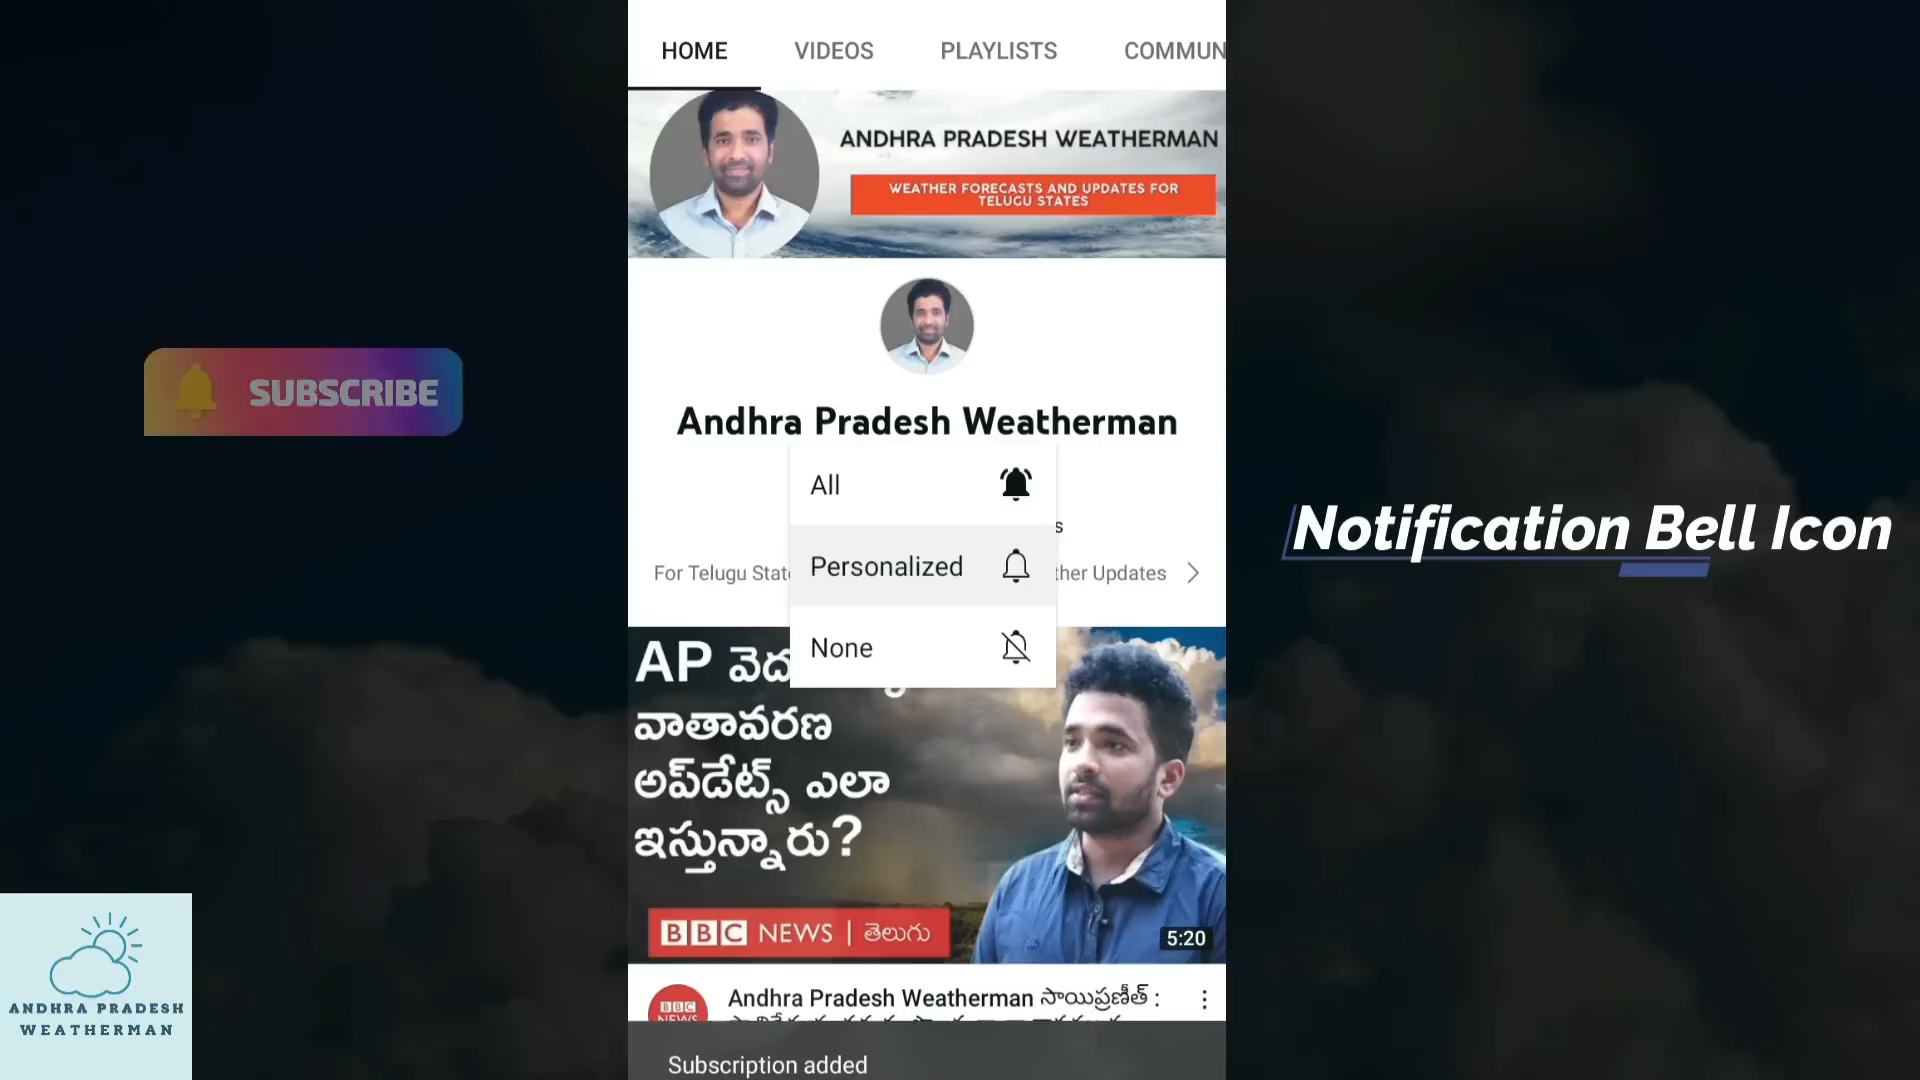 HOME VIDEOS PLAYLISTS COMMUN
ANDHRA PRADESH WEATHERMAN
WEATHER FORECASTS AND UPDATES FOR
TELUGU STATES
SUBSCRIBE
Andhra Pradesh Weatherman
All
s
Personalized
For Telugu Stat ther Updates
None
Notification Bell Icon
AP వెద
వాతావరణ
అప్‌డేట్స్ ఎలా
ఇస్తున్నారు?
BBC NEWS | తెలుగు
5:20
BBC
NEWS
Andhra Pradesh Weatherman సాయిప్రణీత్ :
Subscription added
ANDHRA PRADESH
WEATHERMAN